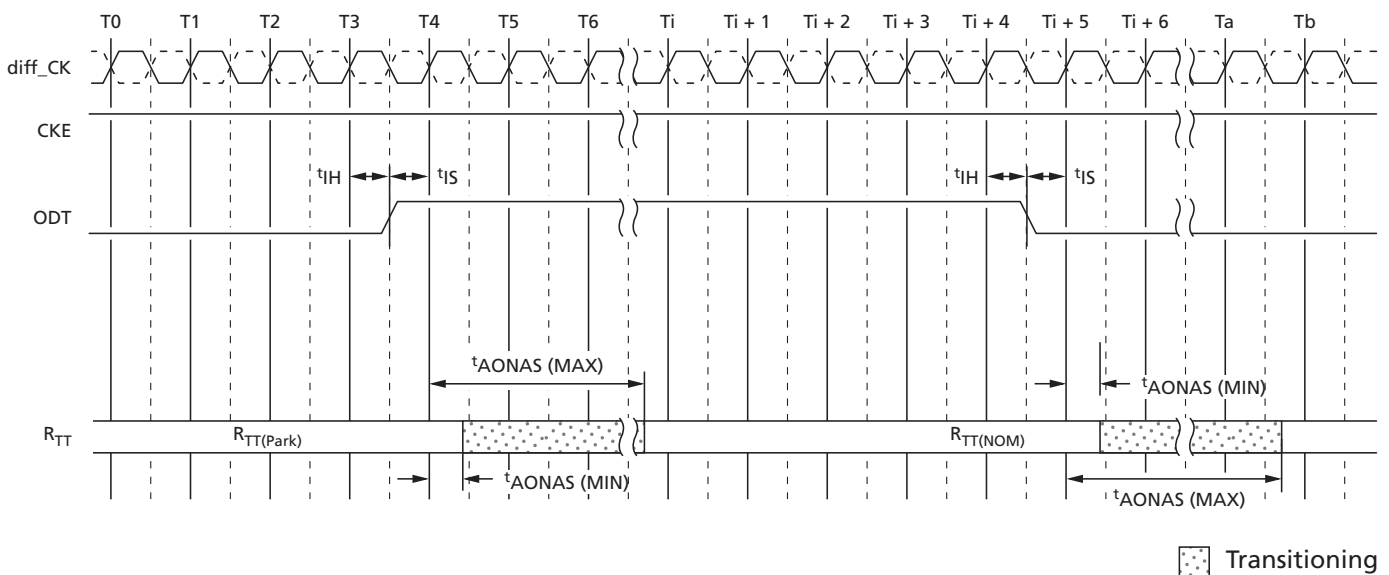 T0 T1 T2 T3 T4 T5 T6 Ti Ti + 1 Ti + 2 Ti + 3 Ti + 4 Ti + 5 Ti + 6 Ta Tb
diff_CK
CKE
tIH tIS tIH tIS
ODT
tAONAS (MAX)
tAONAS (MIN)
RTT RTT(Park) RTT(NOM)
tAONAS (MIN)
tAONAS (MAX)
Transitioning